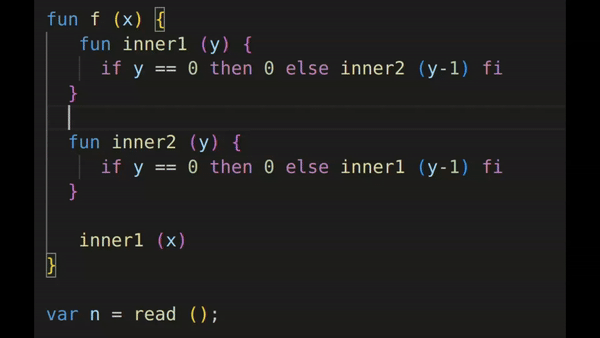 fun f (x) {
fun inner1 (y) {
if y == 0 then 0 else inner2 (y-1) fi
}
fun inner2 (y) {
if y == 0 then 0 else inner1 (y-1) fi
}
inner1 (x)
}
var n = read ();